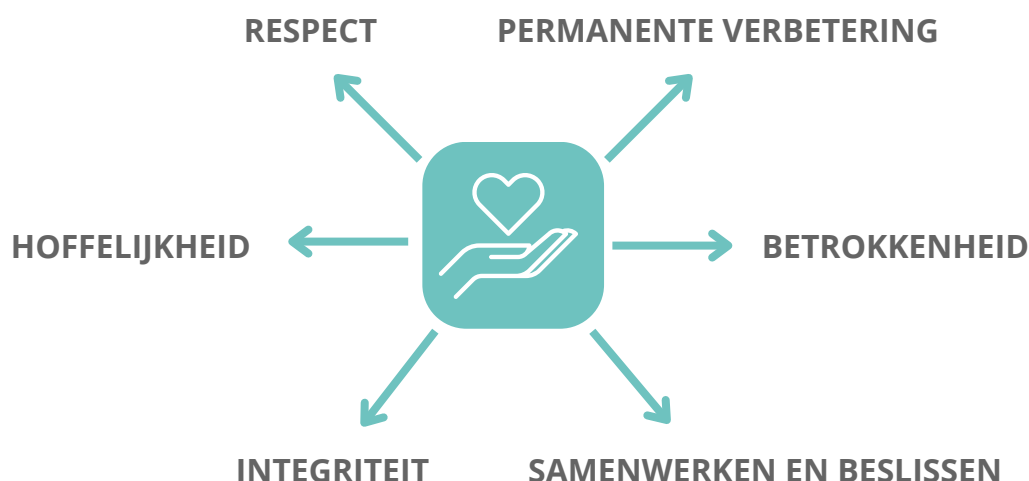 RESPECT
PERMANENTE VERBETERING
HOFFELIJKHEID
BETROKKENHEID
INTEGRITEIT
SAMENWERKEN EN BESLISSEN